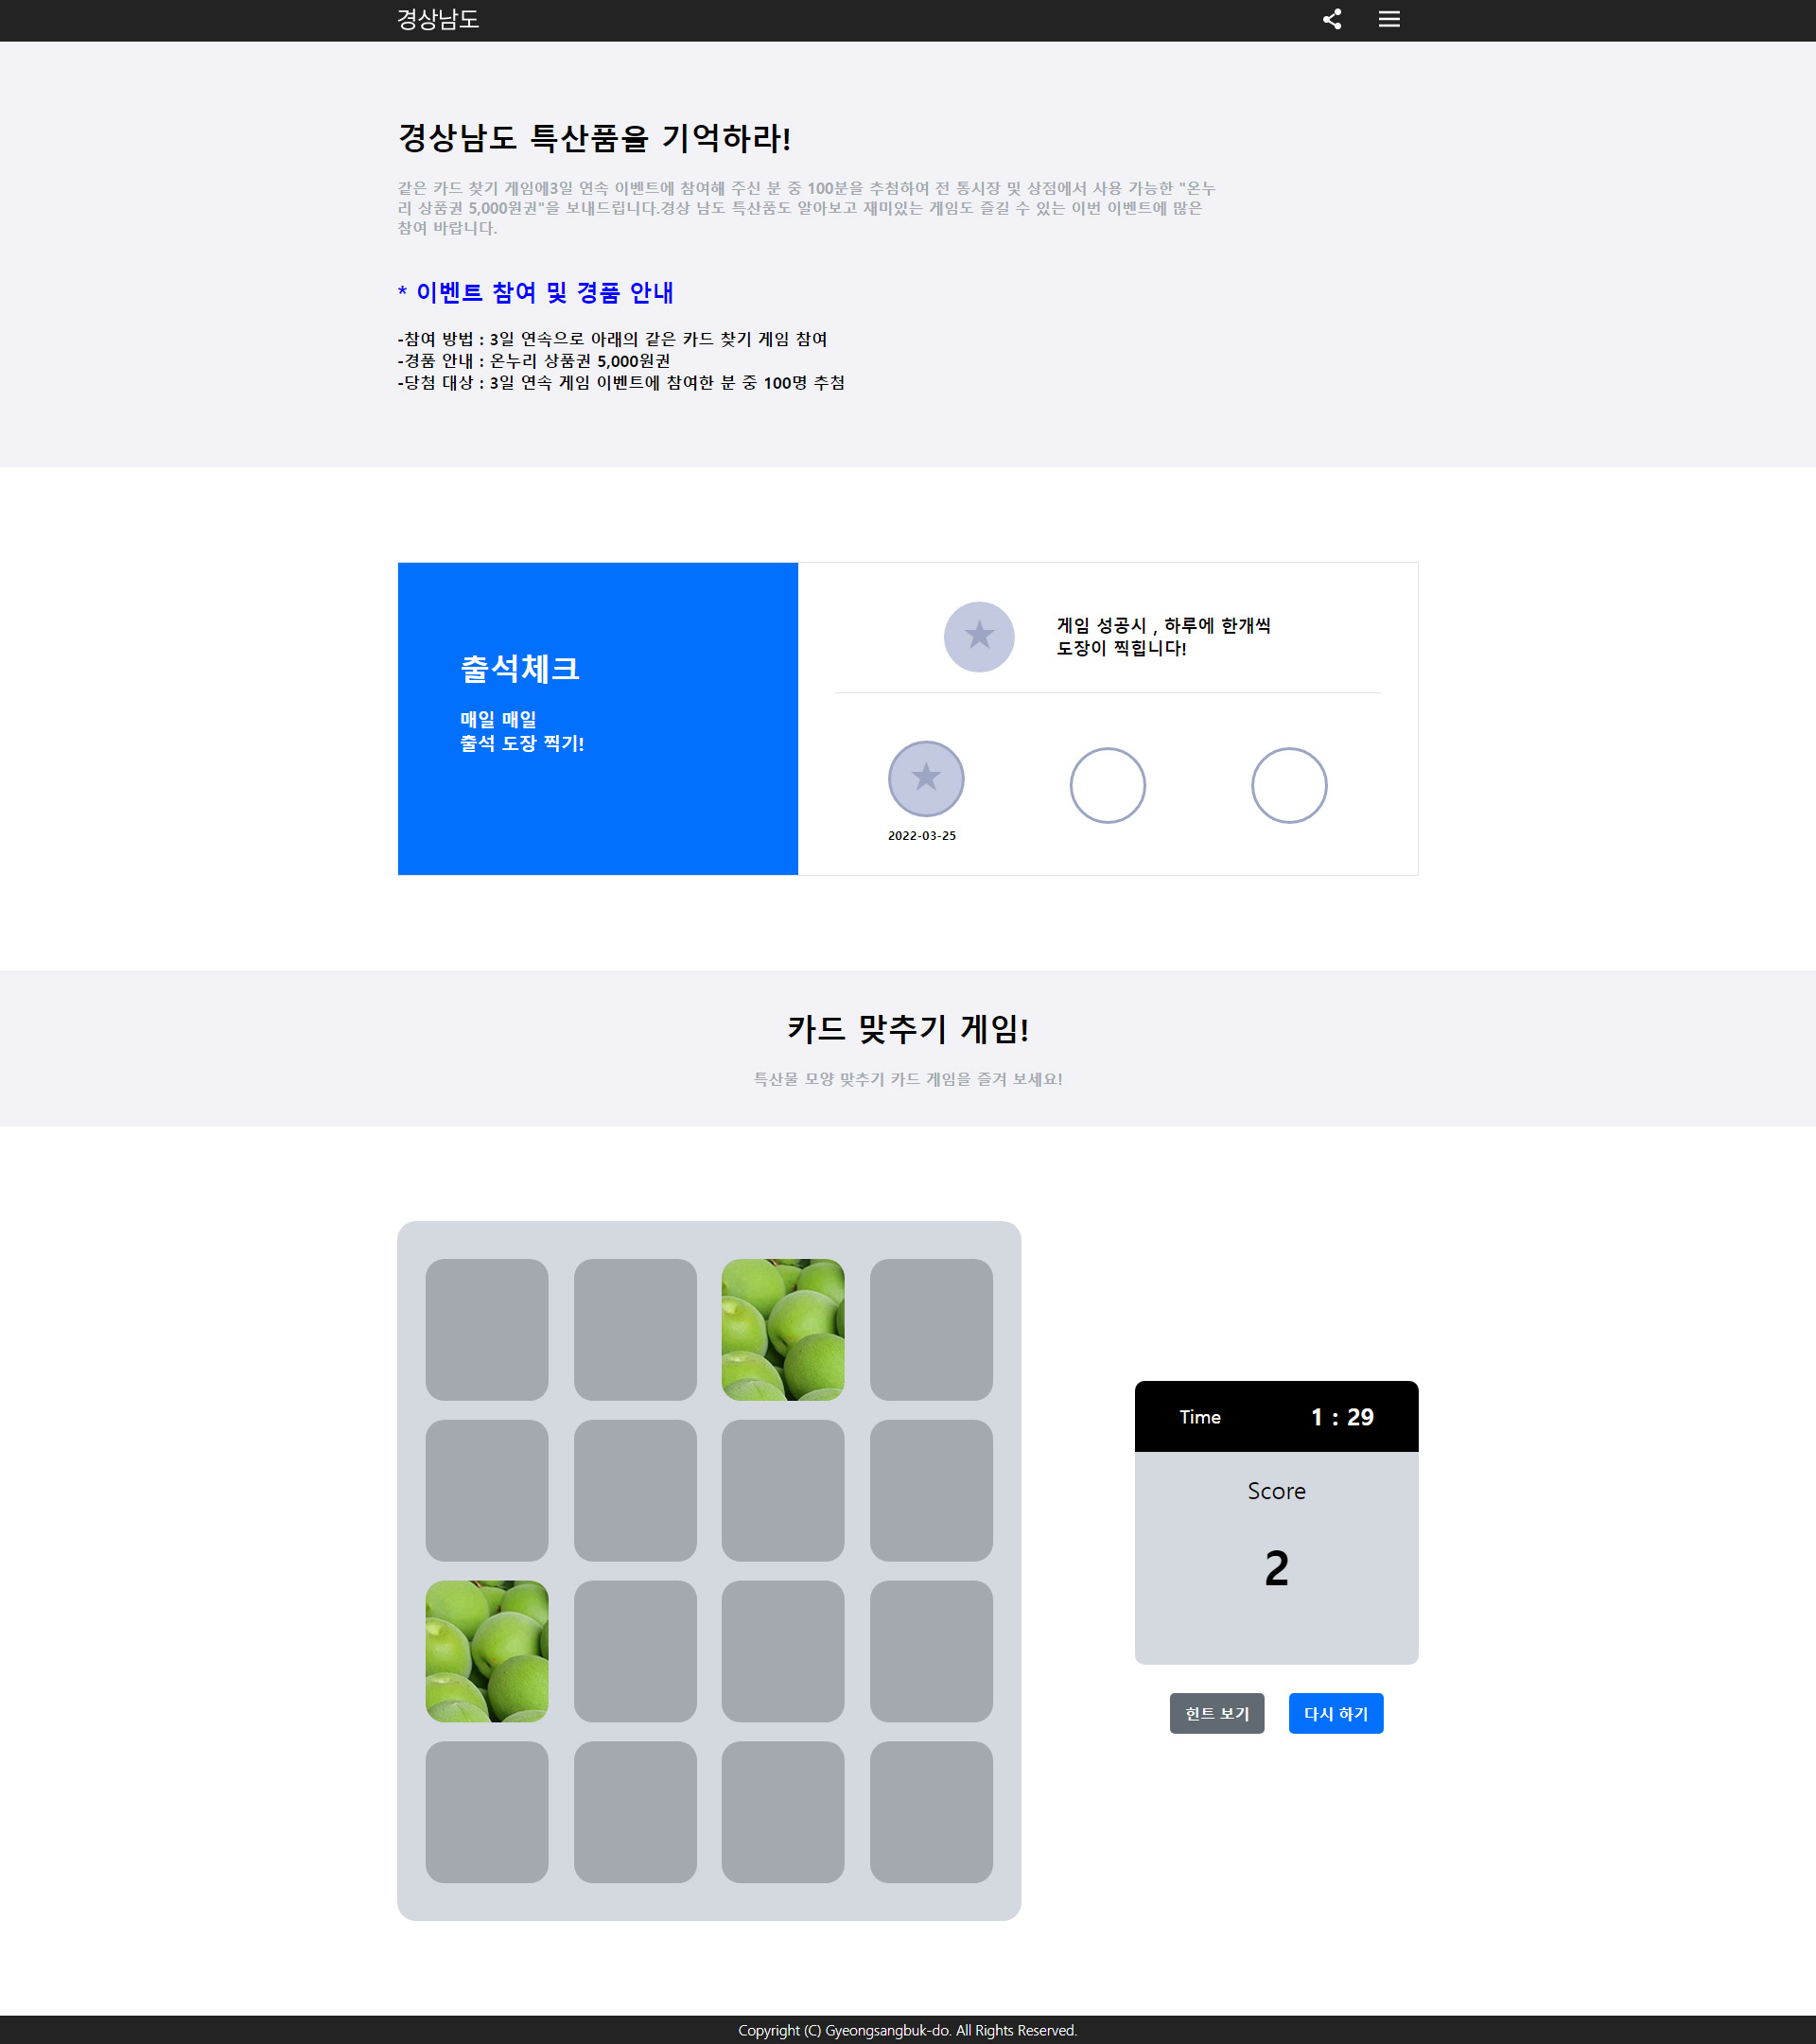 경상남도
경상남도 특산품을 기억하라!
같은 카드 찾기 게임에3일 연속 이벤트에 참여해 주신 분 중 100분을 추첨하여 전 통시장 및 상점에서 사용 가능한 "온누
리 상품권 5,000원권"을 보내드립니다.경상 남도 특산품도 알아보고 재미있는 게임도 즐길 수 있는 이번 이벤트에 많은
참여 바랍니다.
* 이벤트 참여 및 경품 안내
-참여 방법 : 3일 연속으로 아래의 같은 카드 찾기 게임 참여
-경품 안내 : 온누리 상품권 5,000원권
-당첨 대상 : 3일 연속 게임 이벤트에 참여한 분 중 100명 추첨
출석체크
매일 매일
출석 도장 찍기!
게임 성공시 , 하루에 한개씩
도장이 찍힙니다!
2022-03-25
카드 맞추기 게임!
특산물 모양 맞추기 카드 게임을 즐겨 보세요!
Time 1 : 29
Score
2
힌트 보기 다시 하기
Copyright (C) Gyeongsangbuk-do. All Rights Reserved.